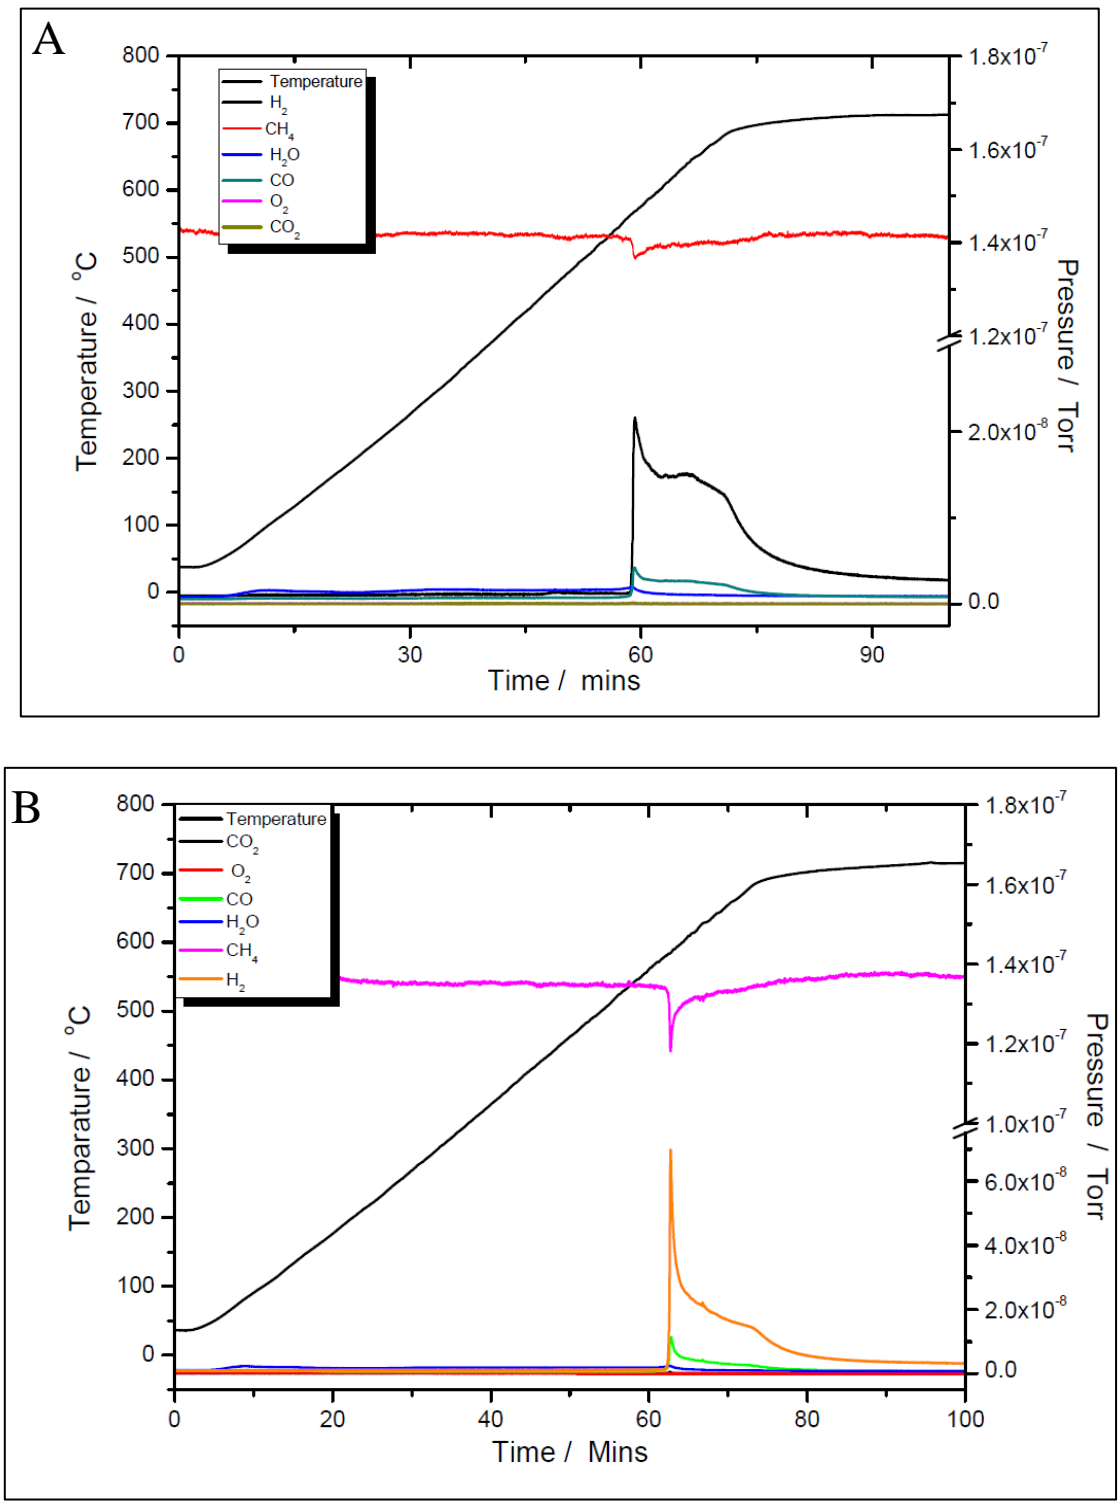 A
800
700
600
500
400
300
200
100
0
Temperature / °C
Temperature
H2
CH4
H2O
CO
O2
CO2
1.8x10-7
1.6x10-7
1.4x10-7
1.2x10-7
2.0x10-8
0.0
Pressure / Torr
0 30 60 90
Time / mins
B
800
700
600
500
400
300
200
100
0
Temparature / °C
Temperature
CO2
O2
CO
H2O
CH4
H2
1.8x10-7
1.6x10-7
1.4x10-7
1.2x10-7
1.0x10-7
6.0x10-8
4.0x10-8
2.0x10-8
0.0
Pressure / Torr
0 20 40 60 80 100
Time / Mins